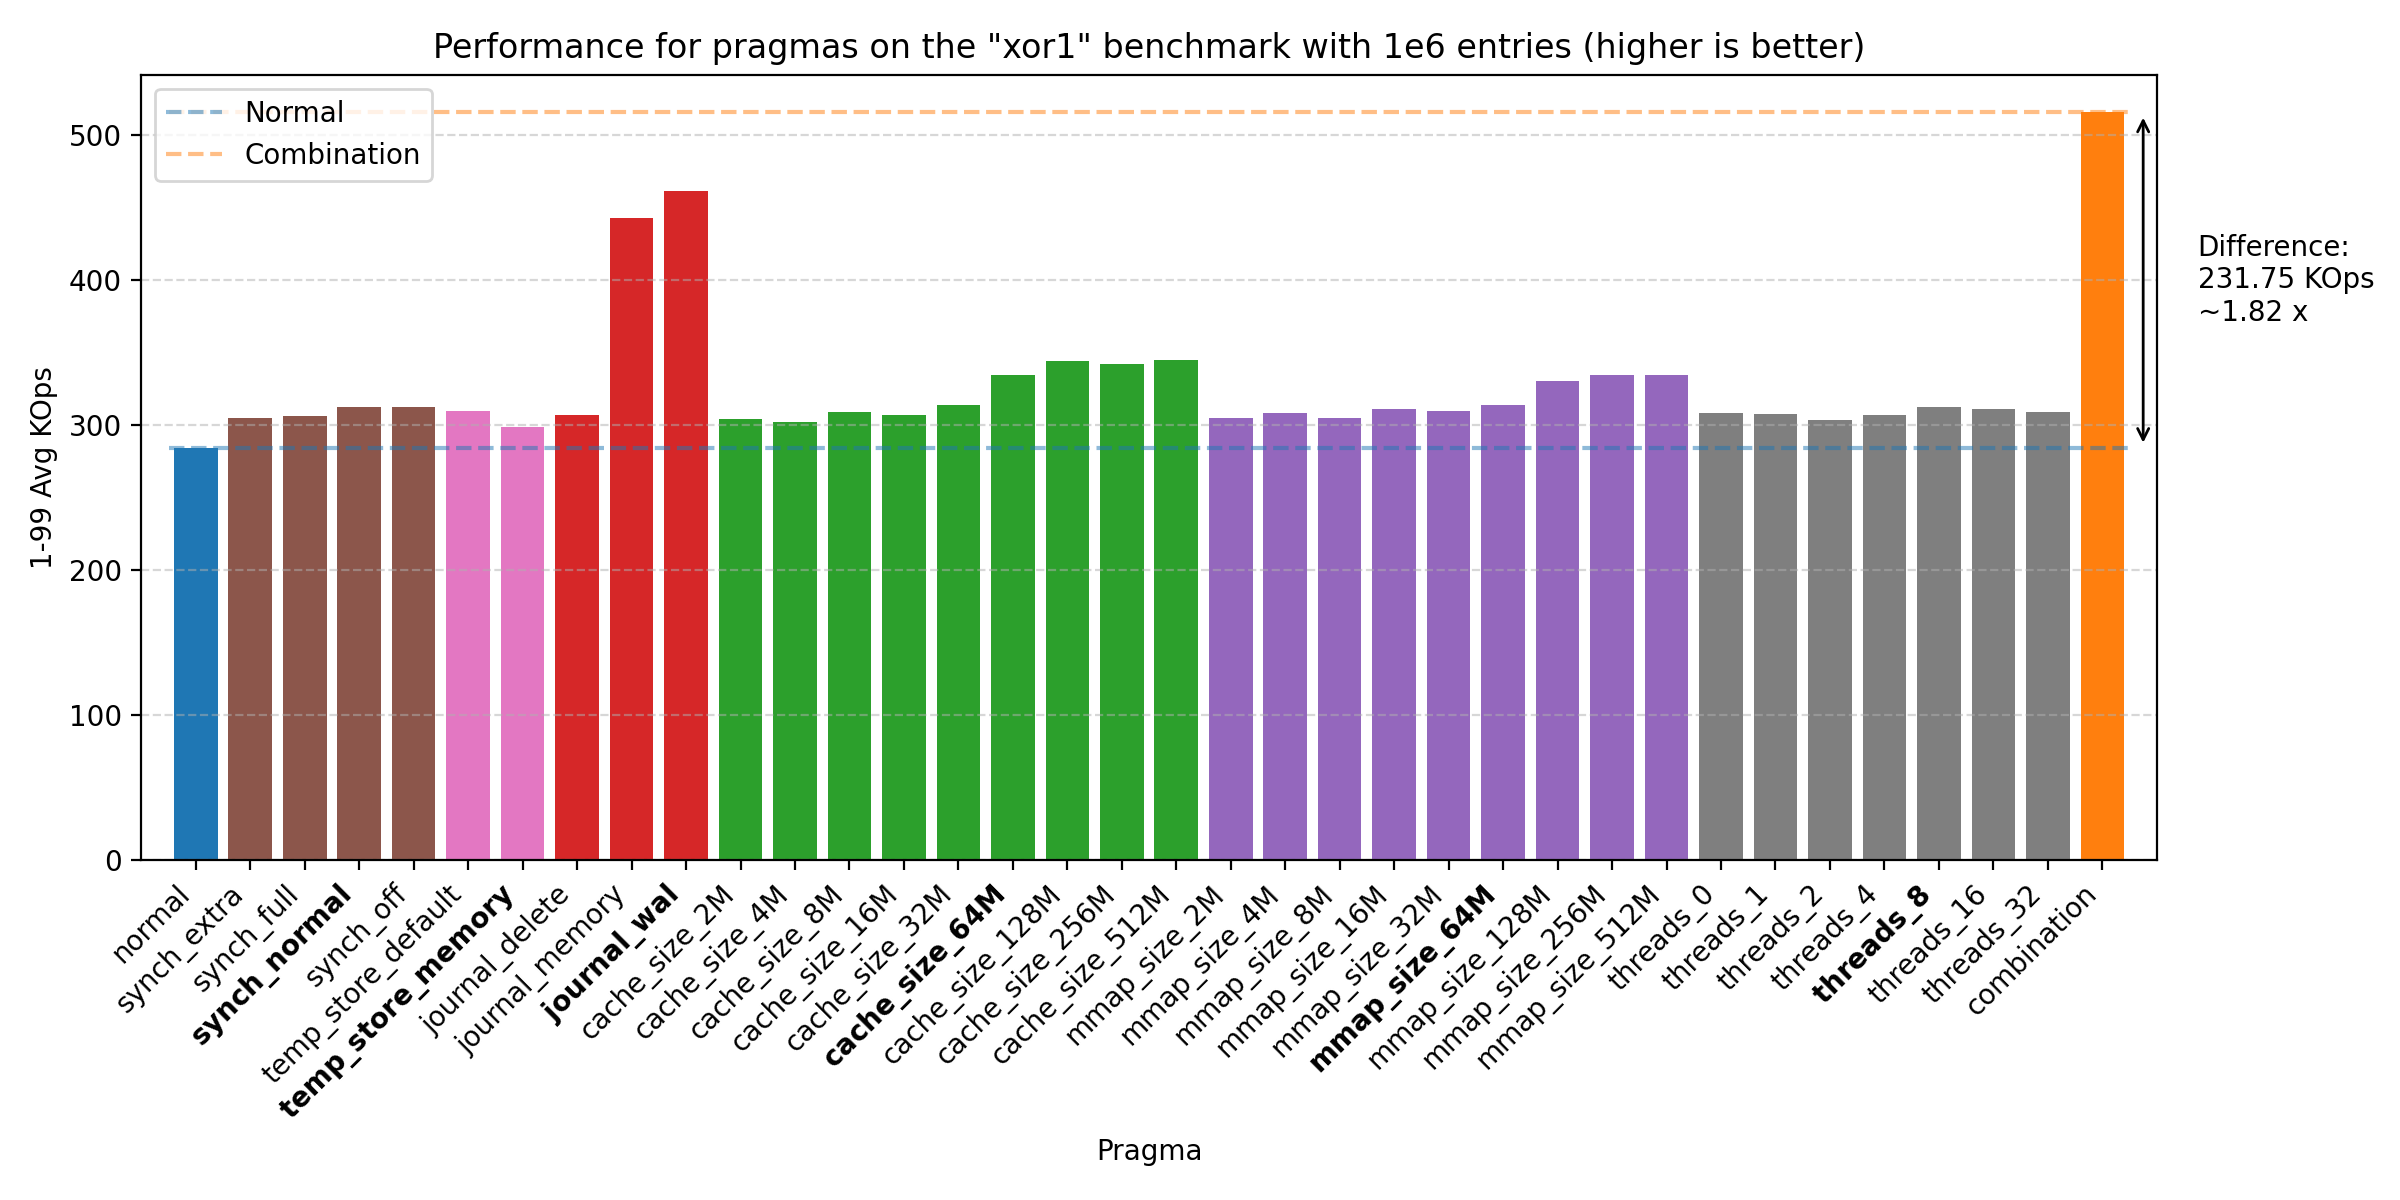 Performance for pragmas on the "xor1" benchmark with 1e6 entries (higher is better)
Normal
Combination
1-99 Avg KOps
500
400
300
200
100
0
Difference:
231.75 KOps
~1.82 x
normal
synch_extra
synch_full
synch_normal
synch_off
temp_store_default
temp_store_memory
journal_delete
journal_memory
journal_wal
cache_size_2M
cache_size_4M
cache_size_8M
cache_size_16M
cache_size_32M
cache_size_64M
cache_size_128M
cache_size_256M
cache_size_512M
mmap_size_2M
mmap_size_4M
mmap_size_8M
mmap_size_16M
mmap_size_32M
mmap_size_64M
mmap_size_128M
mmap_size_256M
mmap_size_512M
threads_0
threads_1
threads_2
threads_4
threads_8
threads_16
threads_32
combination
Pragma